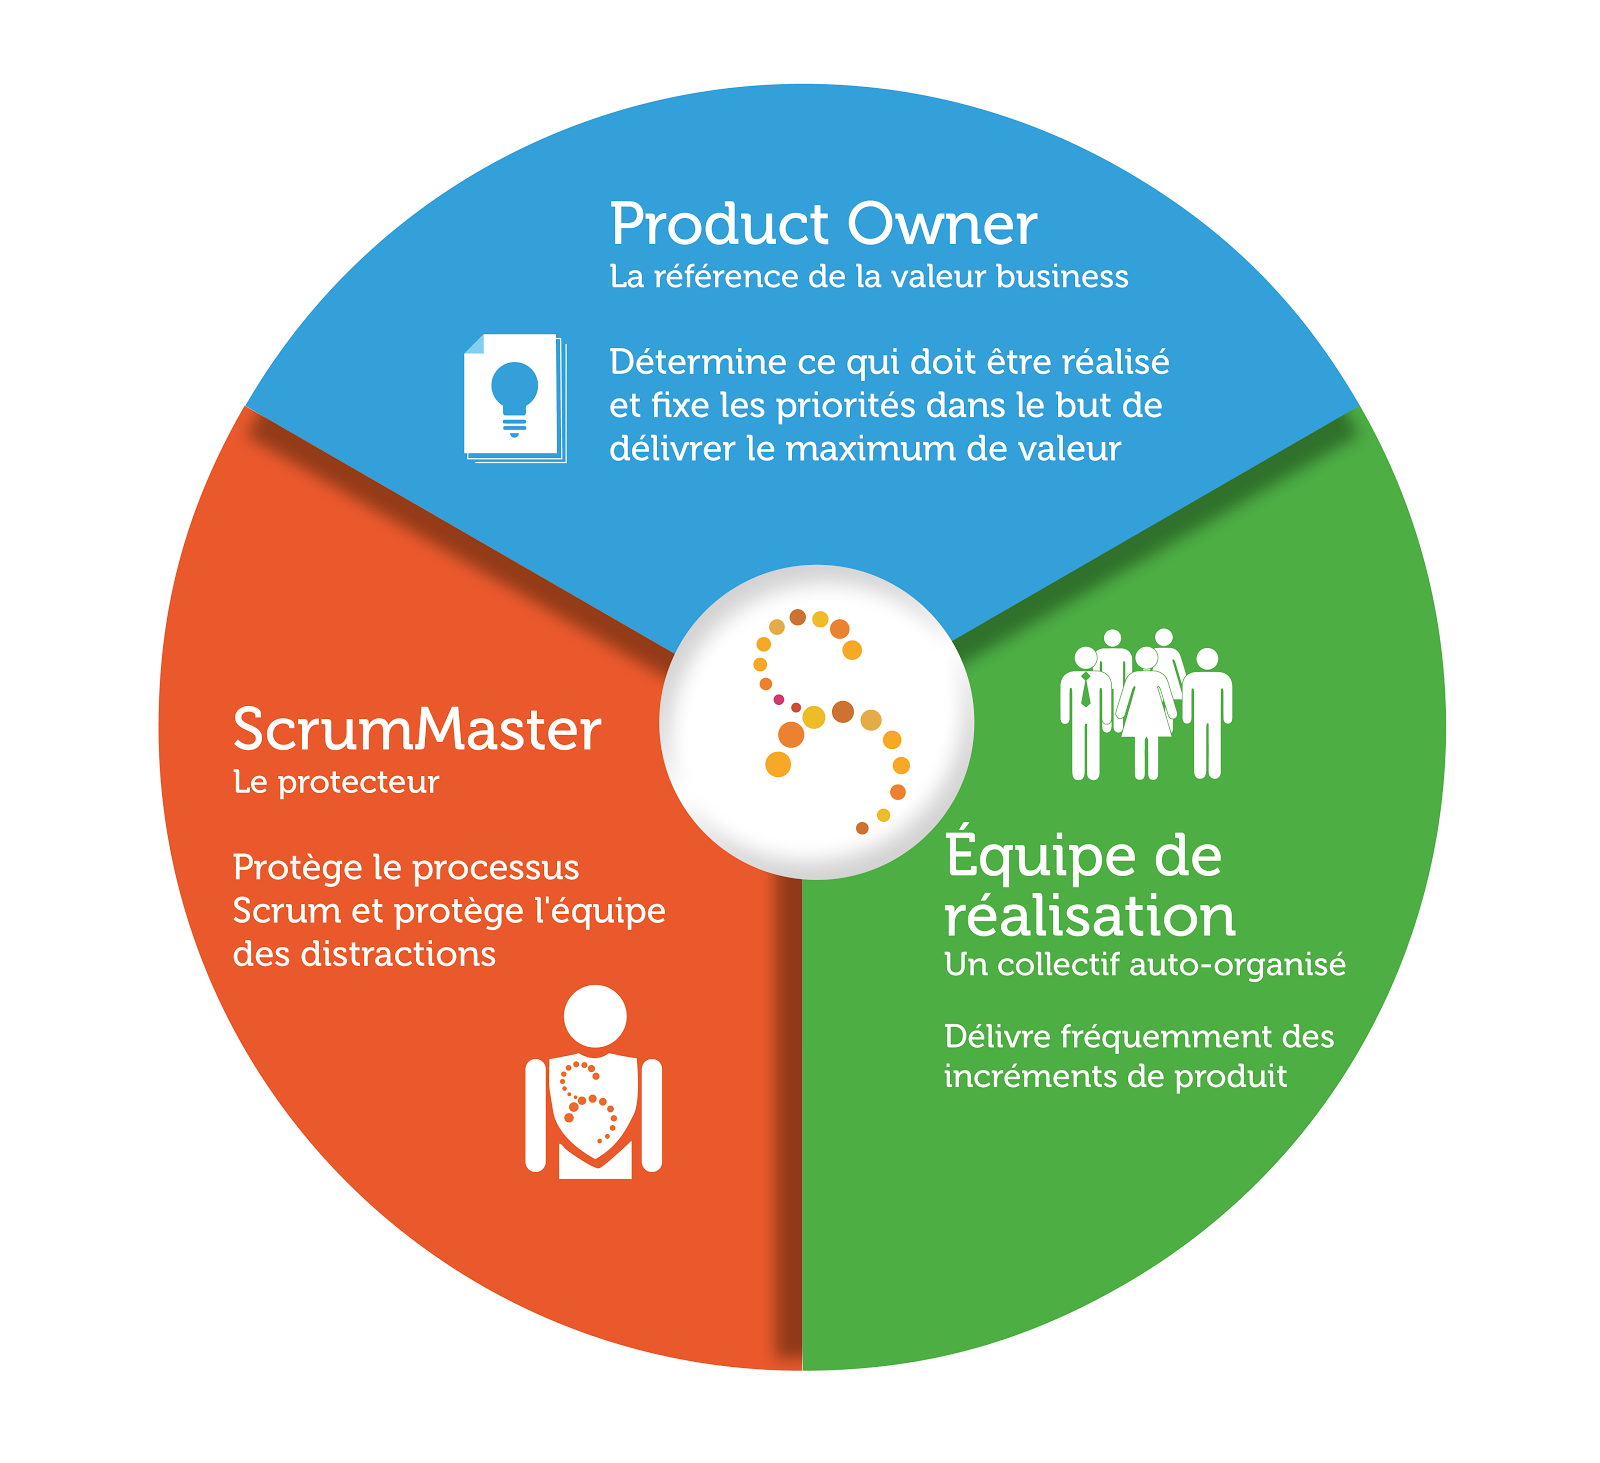 Product Owner
La référence de la valeur business
Détermine ce qui doit être réalisé
et fixe les priorités dans le but de
délivrer le maximum de valeur
ScrumMaster
Le protecteur
Protège le processus
Scrum et protège l'équipe
des distractions
Équipe de
réalisation
Un collectif auto-organisé
Délivre fréquemment des
incréments de produit